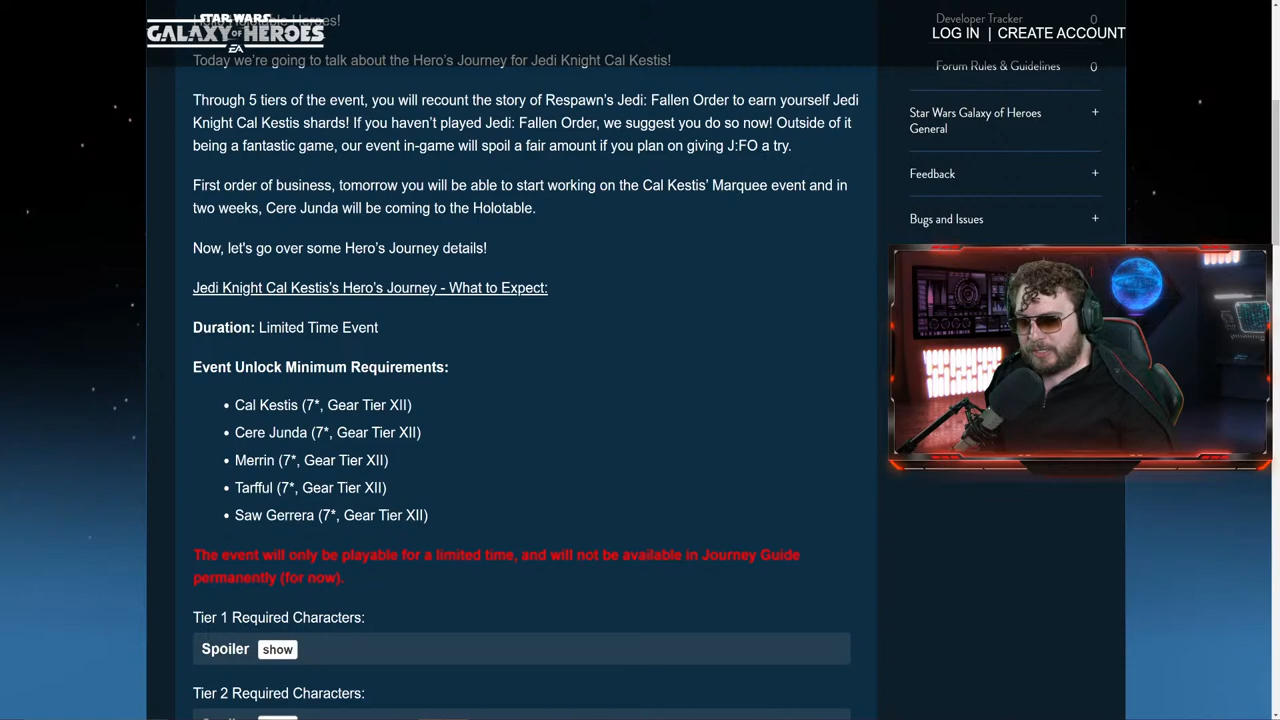 STAR WARS
GALAXY OF HEROES
EA
LOG IN | CREATE ACCOUNT
Today we're going to talk about the Hero's Journey for Jedi Knight Cal Kestis!
Through 5 tiers of the event, you will recount the story of Respawn's Jedi: Fallen Order to earn yourself Jedi
Knight Cal Kestis shards! If you haven't played Jedi: Fallen Order, we suggest you do so now! Outside of it
being a fantastic game, our event in-game will spoil a fair amount if you plan on giving J:FO a try.
First order of business, tomorrow you will be able to start working on the Cal Kestis' Marquee event and in
two weeks, Cere Junda will be coming to the Holotable.
Now, let's go over some Hero's Journey details!
Jedi Knight Cal Kestis's Hero's Journey - What to Expect:
Duration: Limited Time Event
Event Unlock Minimum Requirements:
• Cal Kestis (7*, Gear Tier XII)
• Cere Junda (7*, Gear Tier XII)
• Merrin (7*, Gear Tier XII)
• Tarfful (7*, Gear Tier XII)
• Saw Gerrera (7*, Gear Tier XII)
The event will only be playable for a limited time, and will not be available in Journey Guide
permanently (for now).
Tier 1 Required Characters:
Spoiler show
Tier 2 Required Characters:
Developer Tracker 0
Forum Rules & Guidelines 0
Star Wars Galaxy of Heroes +
General
Feedback +
Bugs and Issues +